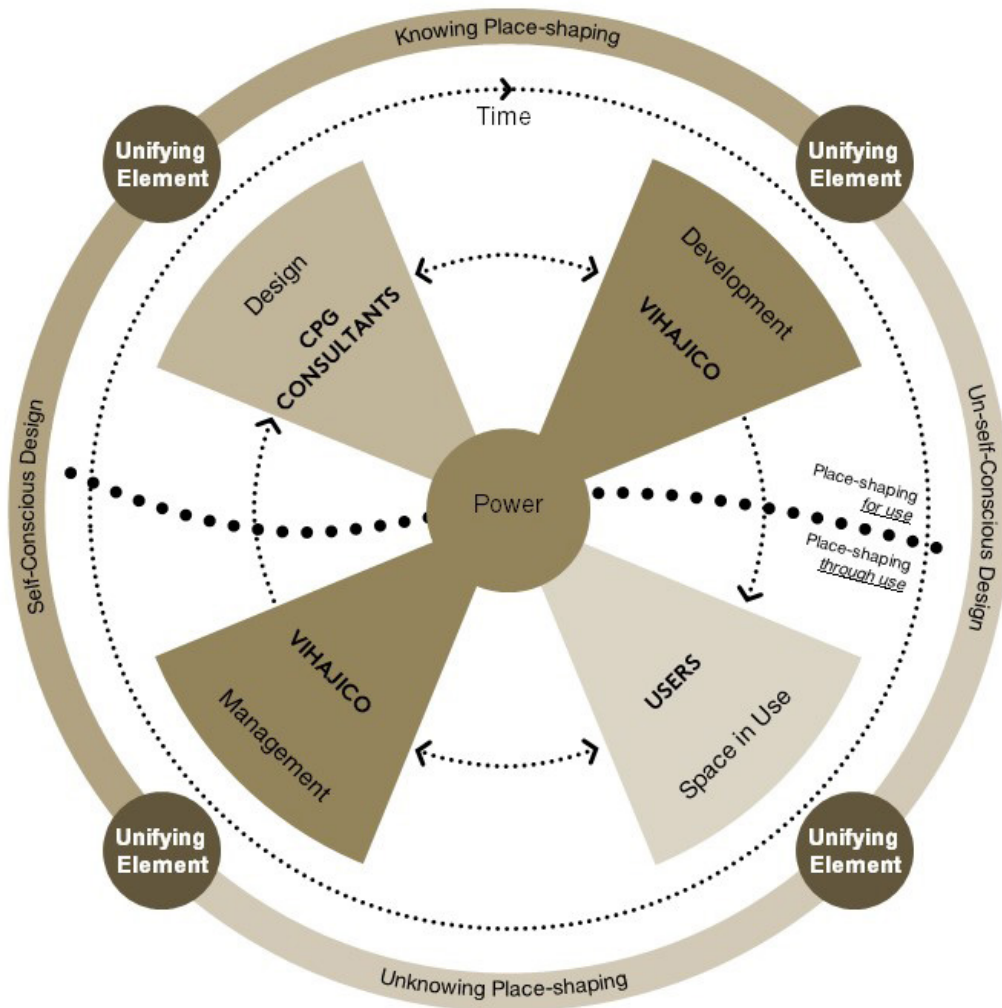 Knowing Place-shaping
Time
Unifying
Element
Unifying
Element
Design
CPG
CONSULTANTS
Development
VIHAJICO
Self-Conscious Design
Un-self-Conscious Design
Power
Place-shaping
for use
Place-shaping
through use
VIHAJICO
Management
USERS
Space in Use
Unifying
Element
Unifying
Element
Unknowing Place-shaping